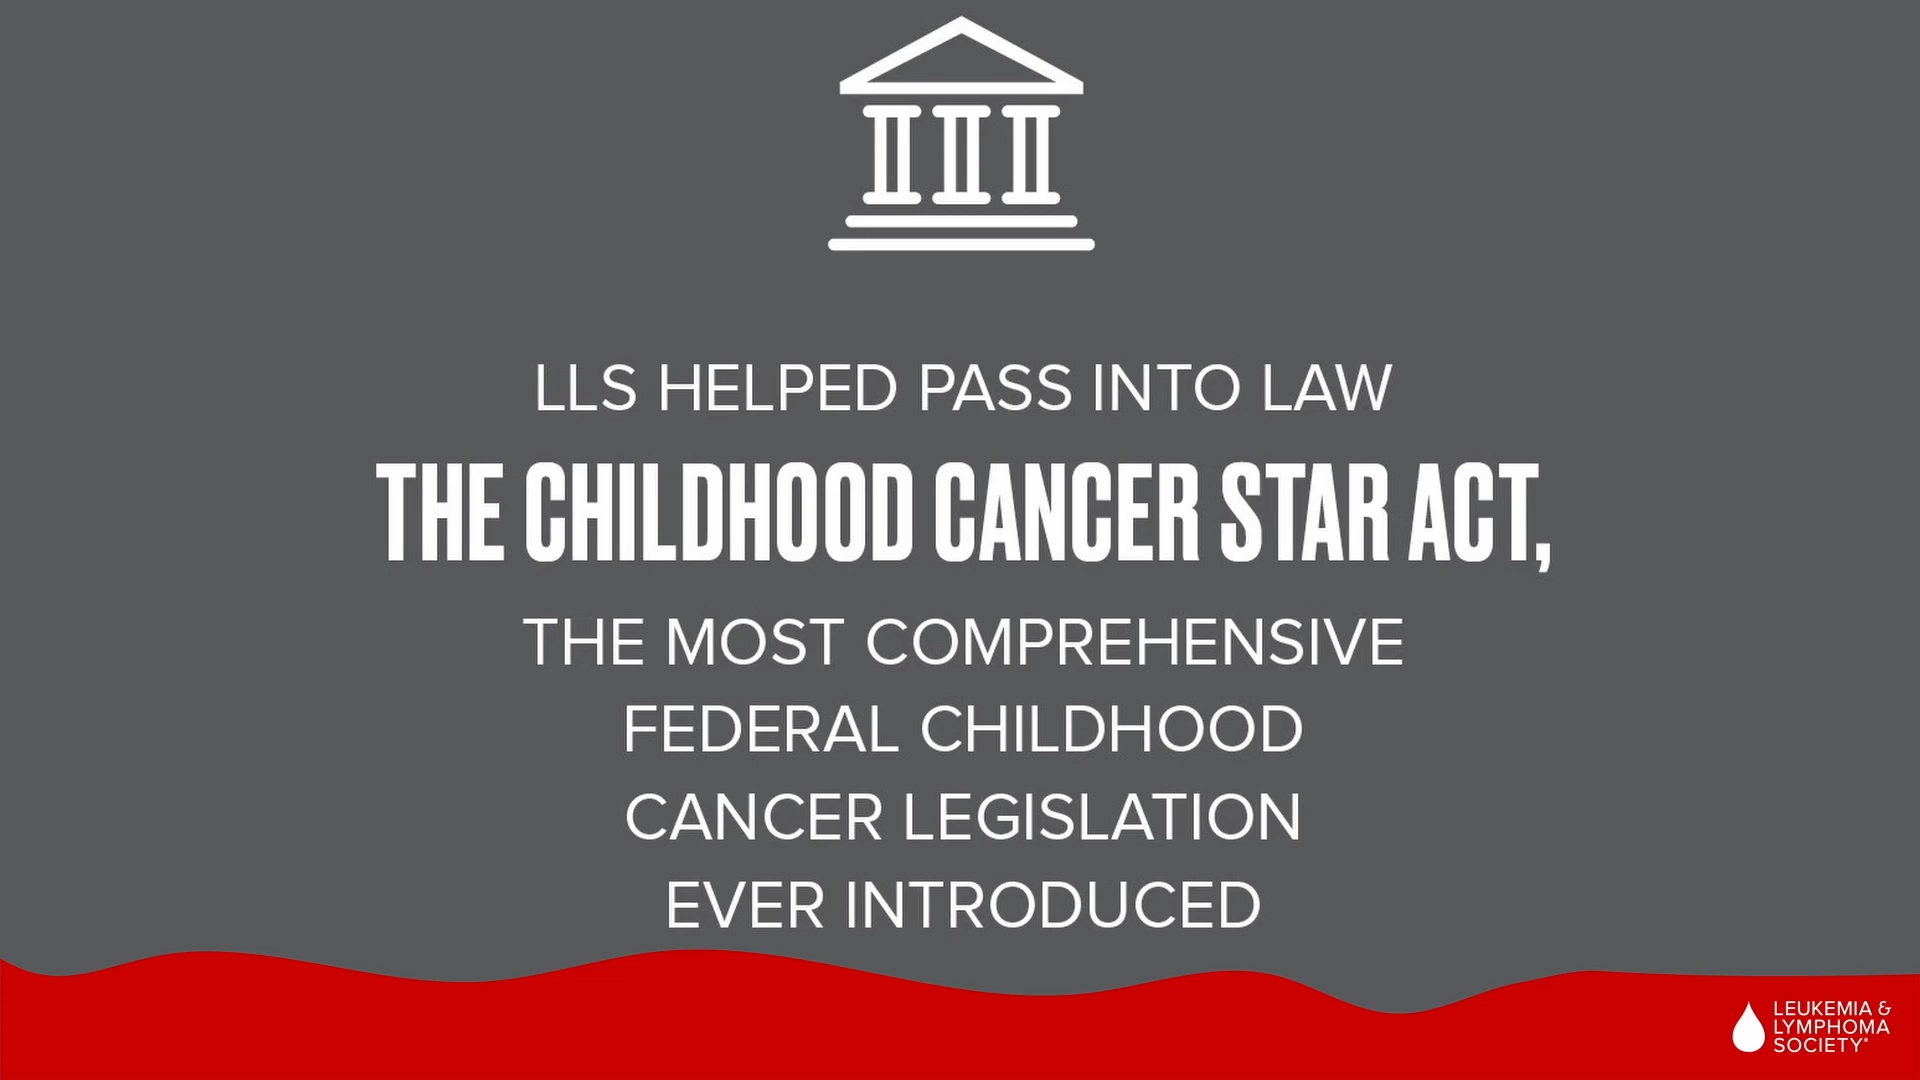 LLS HELPED PASS INTO LAW
THE CHILDHOOD CANCER STAR ACT,
THE MOST COMPREHENSIVE
FEDERAL CHILDHOOD
CANCER LEGISLATION
EVER INTRODUCED
LEUKEMIA &
LYMPHOMA
SOCIETY®